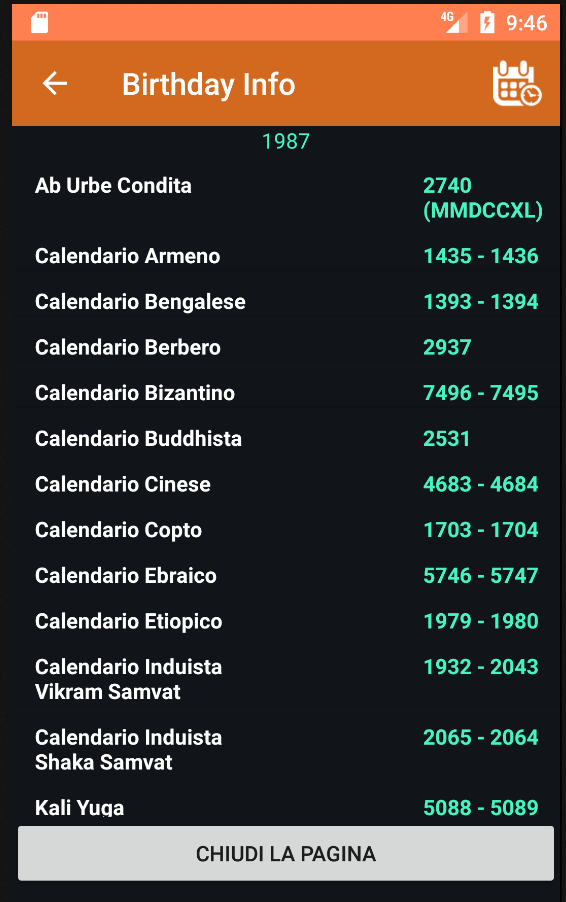 4G 9:46
Birthday Info
1987
Ab Urbe Condita 2740
(MMDCCXL)
Calendario Armeno 1435 - 1436
Calendario Bengalese 1393 - 1394
Calendario Berbero 2937
Calendario Bizantino 7496 - 7495
Calendario Buddhista 2531
Calendario Cinese 4683 - 4684
Calendario Copto 1703 - 1704
Calendario Ebraico 5746 - 5747
Calendario Etiopico 1979 - 1980
Calendario Induista 1932 - 2043
Vikram Samvat
Calendario Induista 2065 - 2064
Shaka Samvat
Kali Yuga 5088 - 5089
CHIUDI LA PAGINA